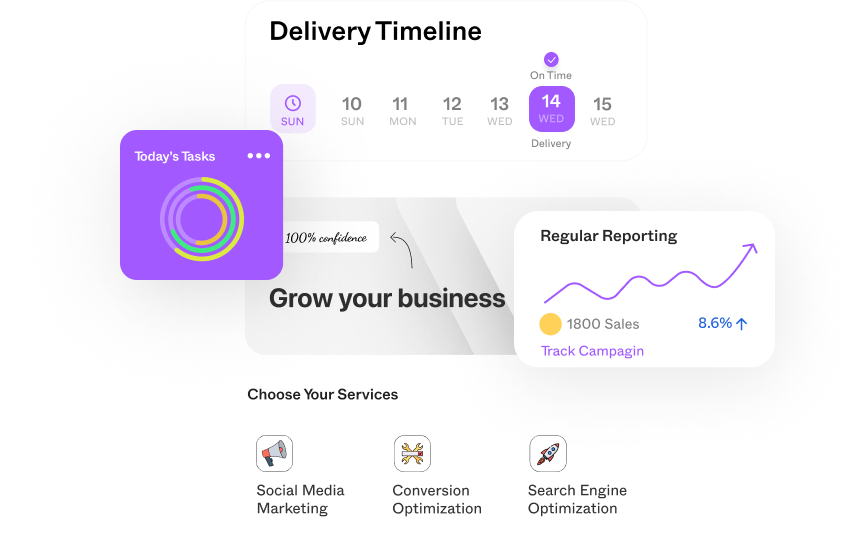 Delivery Timeline
On Time
SUN
10 11 12 13 14 15
SUN MON TUE WED WED WED
Delivery
Today's Tasks
100% confidence
Grow your business
Regular Reporting
1800 Sales 8.6%
Track Campagin
Choose Your Services
Social Media
Marketing
Conversion
Optimization
Search Engine
Optimization